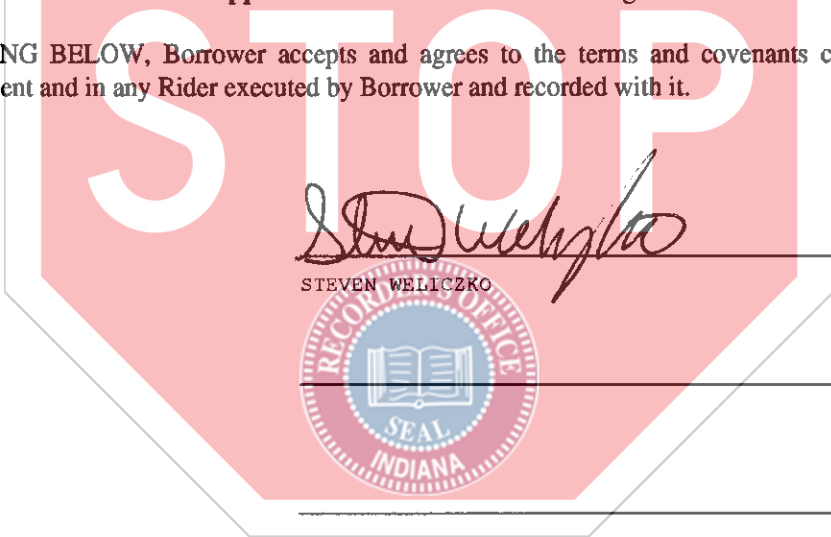 NG BELOW, Borrower accepts and agrees to the terms and covenants c
ent and in any Rider executed by Borrower and recorded with it.
STOP
STEVEN WELICZKO
RECORDER'S OFFICE
SEAL
INDIANA